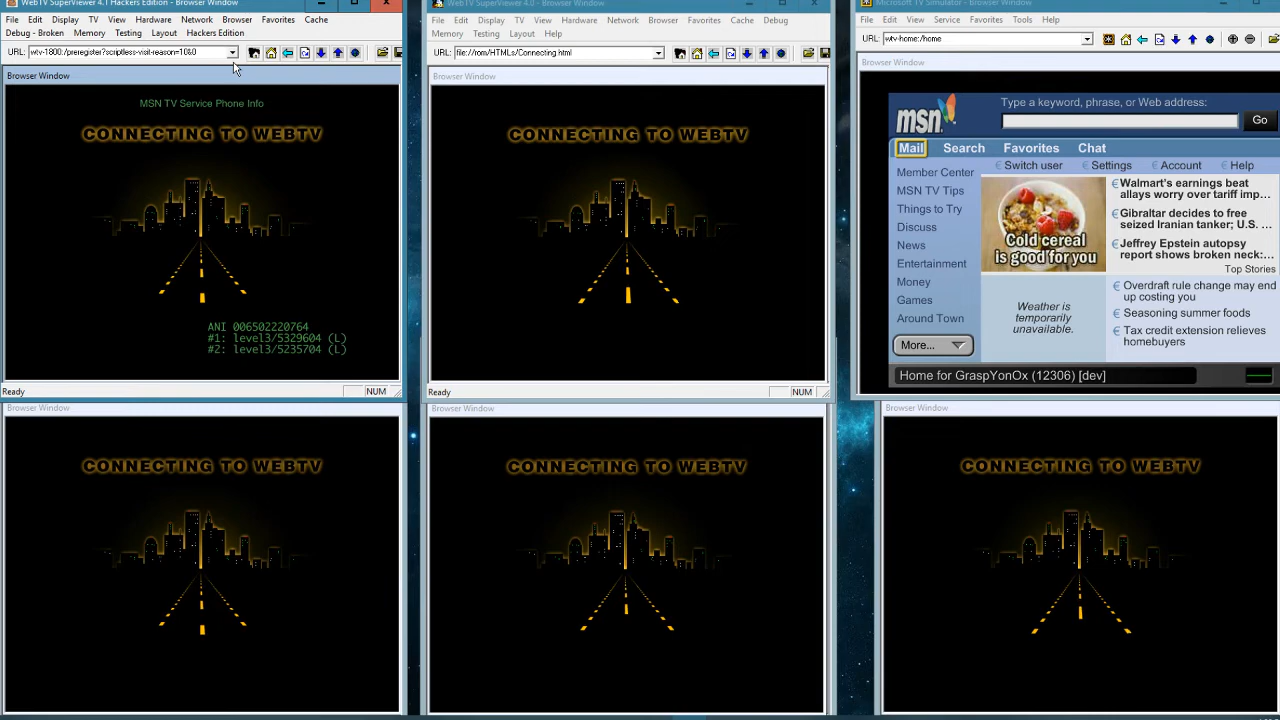 WebTV SuperViewer 4.1 Hackers Edition - Browser Window
File Edit Display TV View Hardware Network Browser Favorites Cache
Debug - Broken Memory Testing Layout Help Hackers Edition
URL: wtv-1800:/preregister?scriptless-visit-reason=10&0
Browser Window
MSN TV Service Phone Info
CONNECTING TO WEBTV
ANI 006502220764
#1: level3/5329604 (L)
#2: level3/5235704 (L)
Ready
NUM
WebTV SuperViewer 4.0 - Browser Window
File Edit Display TV View Hardware Network Browser Favorites Cache Debug
Memory Testing Layout Help
URL: file://rom/HTMLs/Connecting.html
Browser Window
CONNECTING TO WEBTV
Ready
NUM
Microsoft TV Simulator - Browser Window
File Edit View Service Favorites Tools Help
URL: wtv-home:/home
Browser Window
msn
Type a keyword, phrase, or Web address:
Go
Mail Search Favorites Chat
€ Switch user € Settings € Account € Help
Member Center
MSN TV Tips
Things to Try
Discuss
News
Entertainment
Money
Games
Around Town
More...
Cold cereal
is good for you
Weather is
temporarily
unavailable.
€ Walmart's earnings beat
allays worry over tariff imp...
€ Gibraltar decides to free
seized Iranian tanker; U.S. ...
€ Jeffrey Epstein autopsy
report shows broken neck:...
Top Stories
€ Overdraft rule change may end
up costing you
€ Seasoning summer foods
€ Tax credit extension relieves
homebuyers
Home for GraspYonOx (12306) [dev]
Browser Window
CONNECTING TO WEBTV
Browser Window
CONNECTING TO WEBTV
Browser Window
CONNECTING TO WEBTV